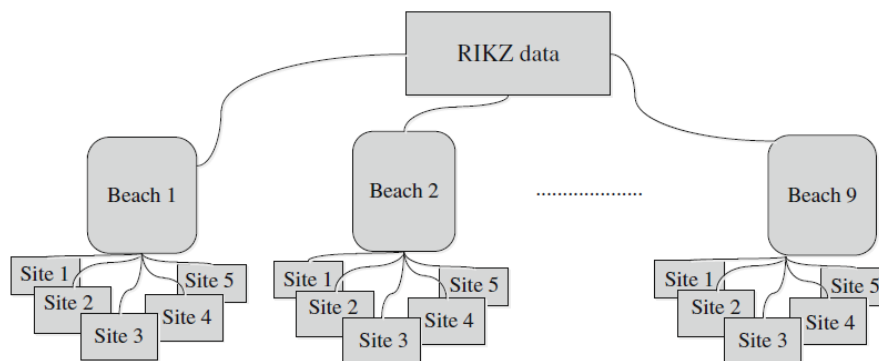 RIKZ data
Beach 1
Beach 2
....................
Beach 9
Site 1
Site 2
Site 3
Site 4
Site 5
Site 1
Site 2
Site 3
Site 4
Site 5
Site 1
Site 2
Site 3
Site 4
Site 5